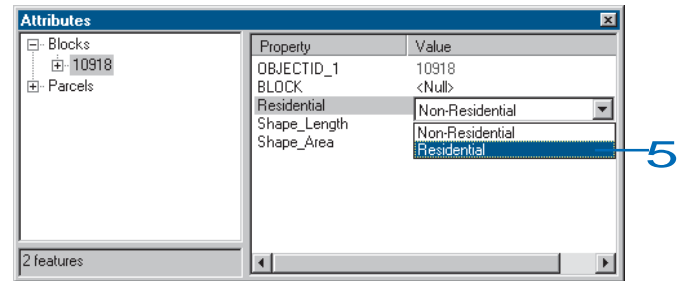 Attributes
Blocks
10918
Parcels
2 features
Property Value
OBJECTID_1 10918
BLOCK <Null>
Residential Non-Residential
Shape_Length Non-Residential
Residential
Shape_Area
5